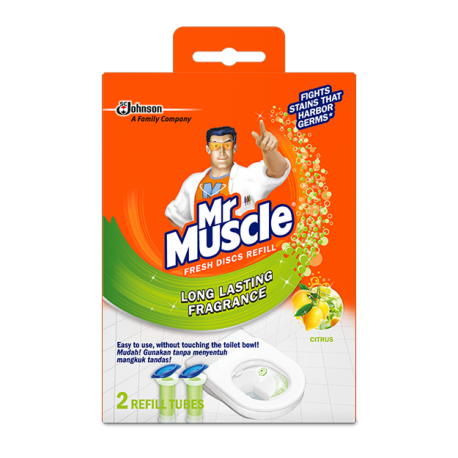 SC
Johnson
A Family Company
FIGHTS
STAINS THAT
HARBOR
GERMS*
Mr
Muscle
FRESH DISCS REFILL
LONG LASTING
FRAGRANCE
CITRUS
Easy to use, without touching the toilet bowl!
Mudah! Gunakan tanpa menyentuh
mangkuk tandas!
2 REFILL TUBES